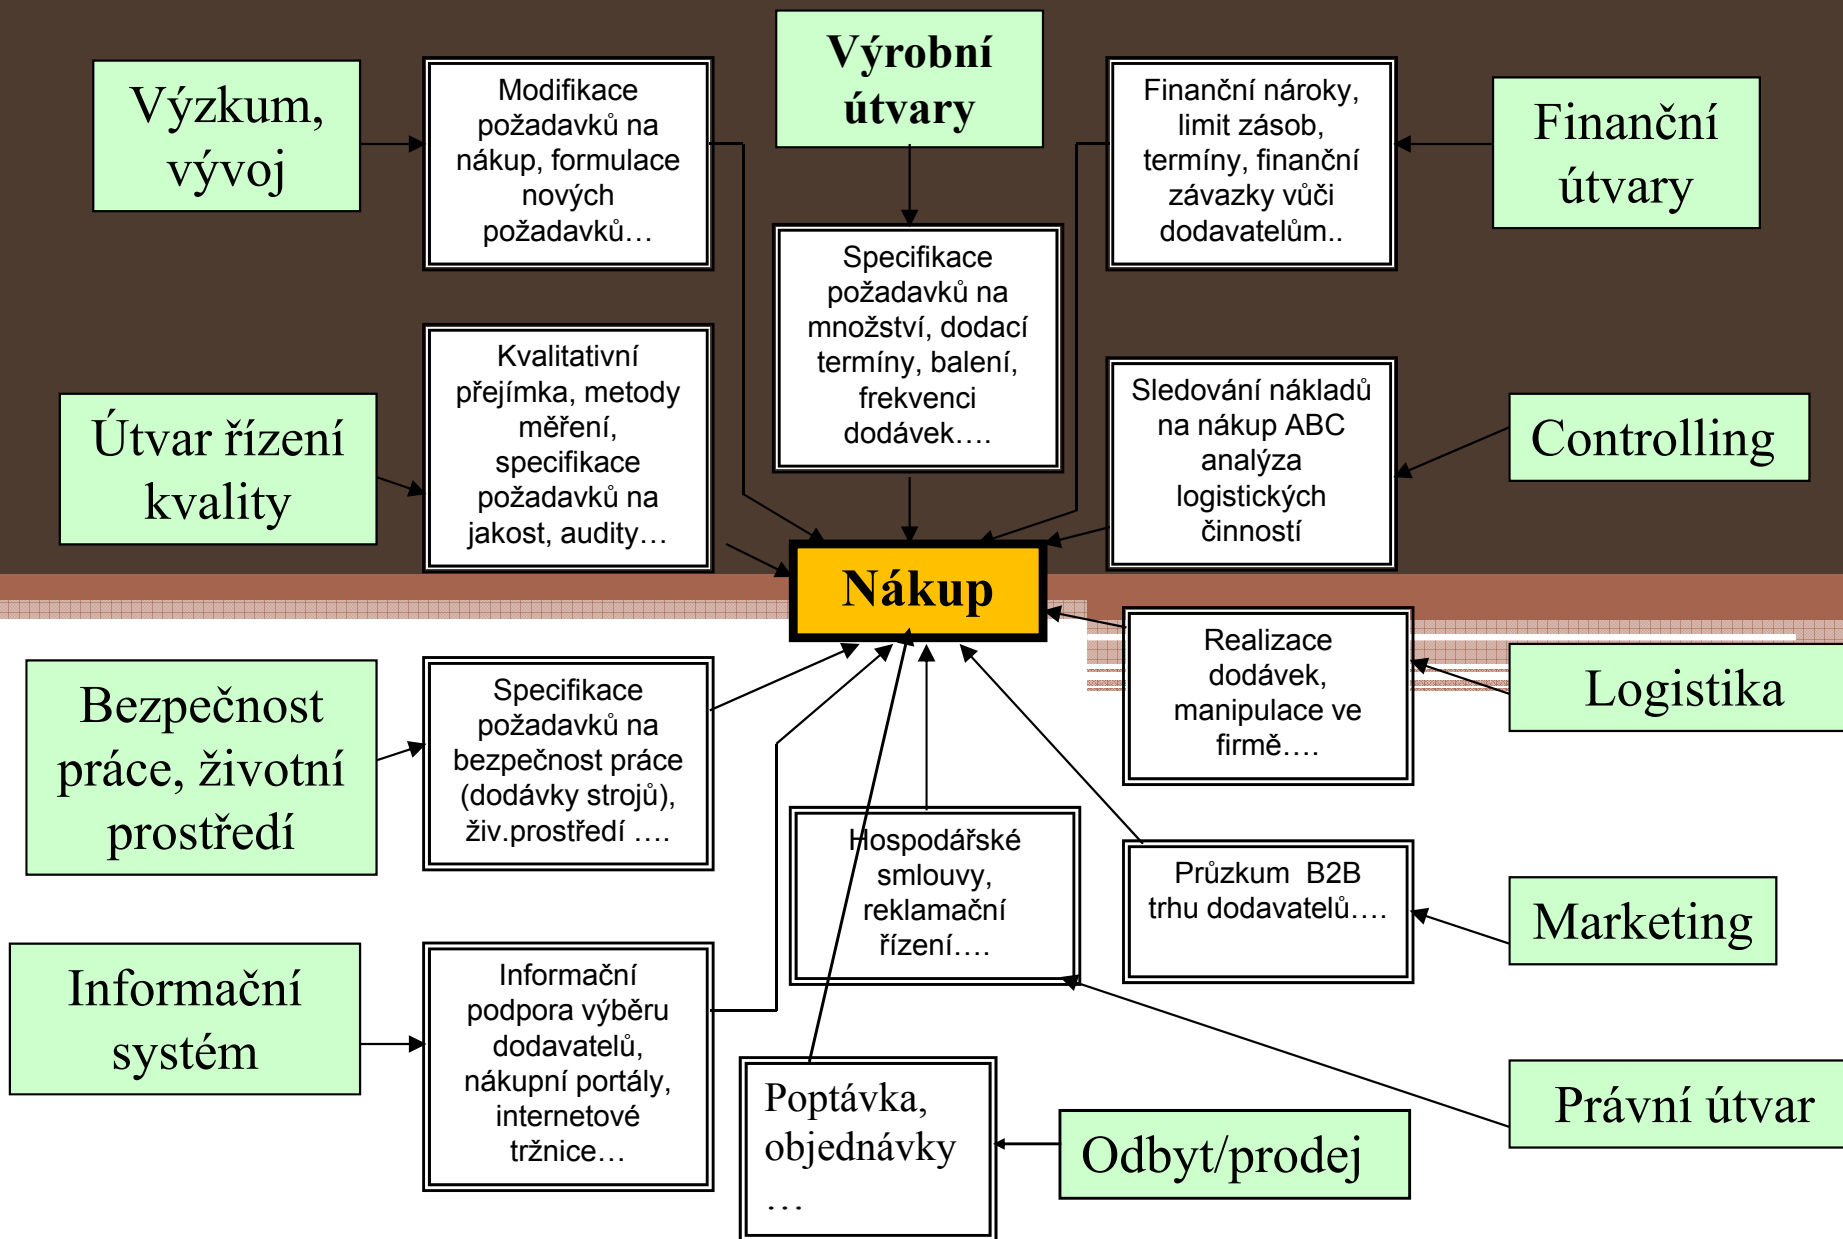 Výrobní
útvary
Výzkum,
vývoj
Modifikace
požadavků na
nákup, formulace
nových
požadavků…
Finanční nároky,
limit zásob,
termíny, finanční
závazky vůči
dodavatelům..
Finanční
útvary
Specifikace
požadavků na
množství, dodací
termíny, balení,
frekvenci
dodávek….
Útvar řízení
kvality
Kvalitativní
přejímka, metody
měření,
specifikace
požadavků na
jakost, audity…
Sledování nákladů
na nákup ABC
analýza
logistických
činností
Controlling
Nákup
Bezpečnost
práce, životní
prostředí
Specifikace
požadavků na
bezpečnost práce
(dodávky strojů),
živ.prostředí ….
Realizace
dodávek,
manipulace ve
firmě….
Logistika
Hospodářské
smlouvy,
reklamační
řízení….
Průzkum  B2B
trhu dodavatelů….
Marketing
Informační
systém
Informační
podpora výběru
dodavatelů,
nákupní portály,
internetové
tržnice…
Poptávka,
objednávky
…
Odbyt/prodej
Právní útvar